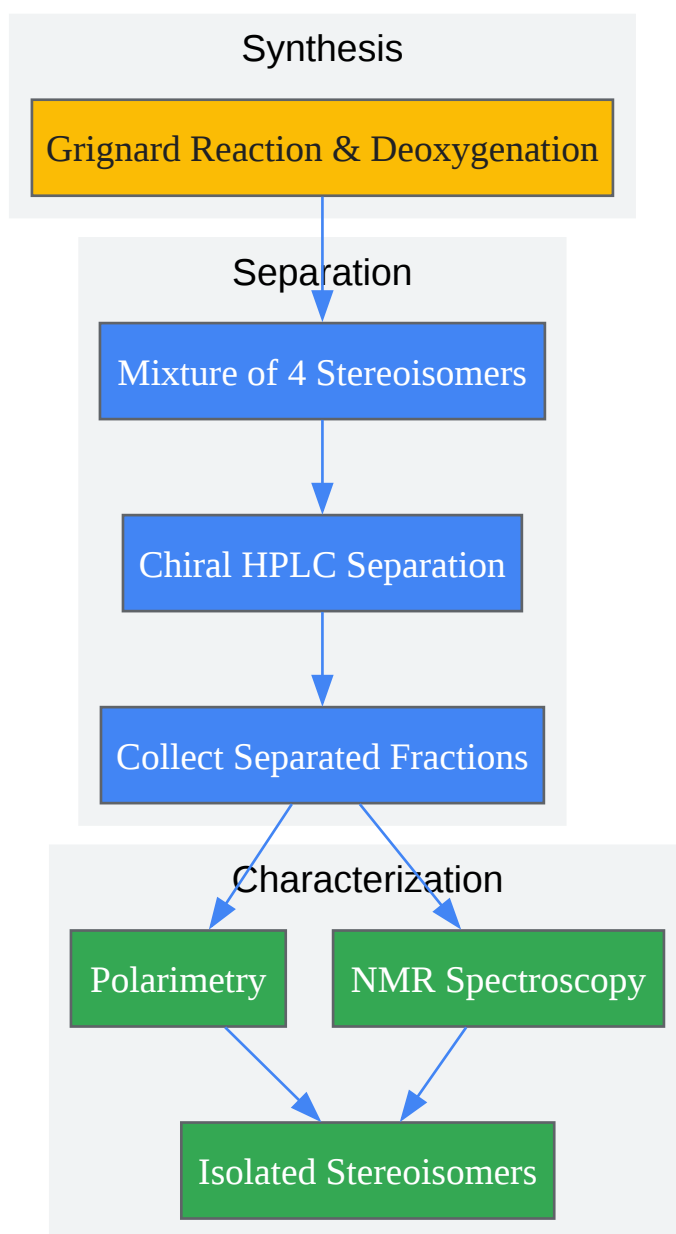 Synthesis
Grignard Reaction & Deoxygenation
Separation
Mixture of 4 Stereoisomers
Chiral HPLC Separation
Collect Separated Fractions
Characterization
Polarimetry
NMR Spectroscopy
Isolated Stereoisomers